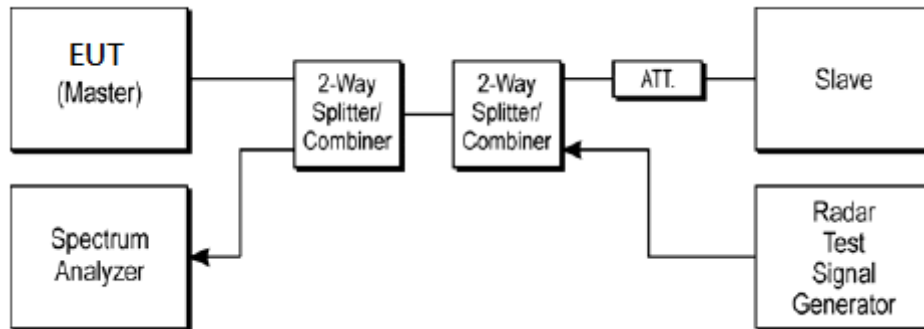 EUT
(Master)
2-Way
Splitter/
Combiner
2-Way
Splitter/
Combiner
ATT.
Slave
Spectrum
Analyzer
Radar
Test
Signal
Generator